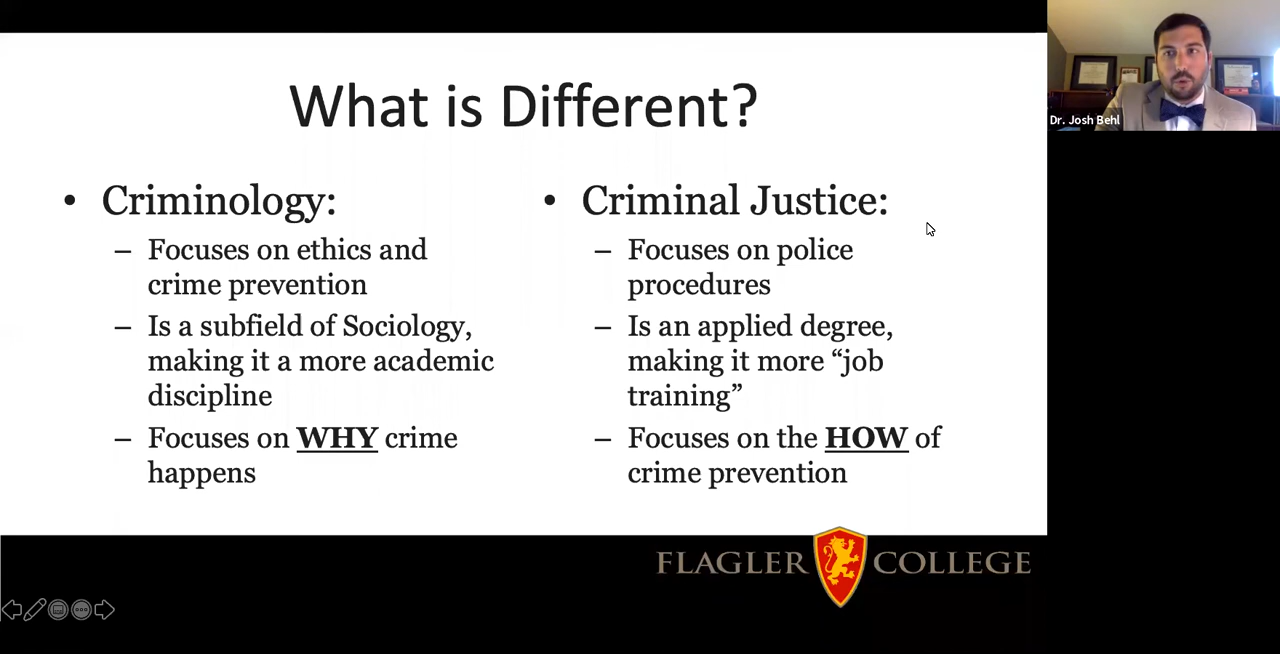 What is Different?
• Criminology:
– Focuses on ethics and
crime prevention
– Is a subfield of Sociology,
making it a more academic
discipline
– Focuses on WHY crime
happens
• Criminal Justice:
– Focuses on police
procedures
– Is an applied degree,
making it more “job
training”
– Focuses on the HOW of
crime prevention
FLAGLER COLLEGE
Dr. Josh Behl